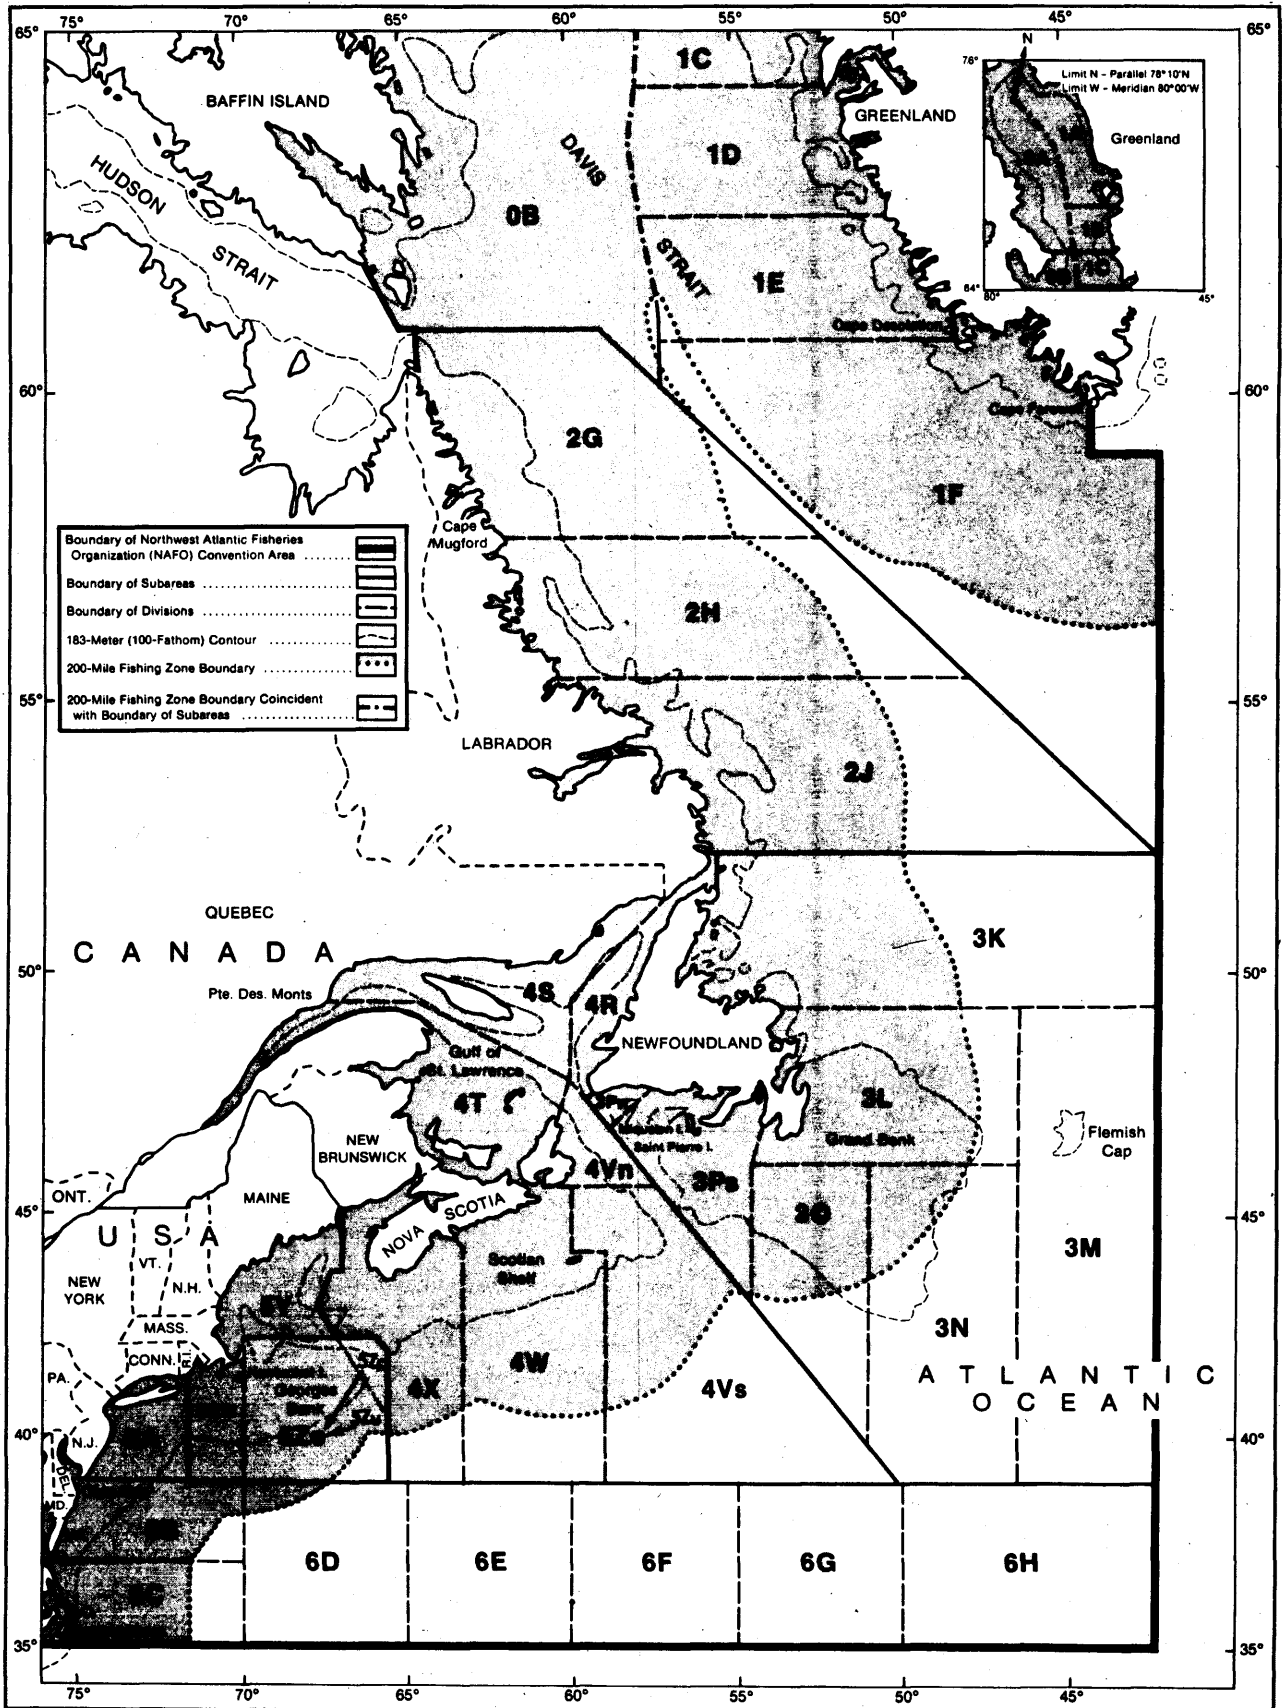 75° 70° 65° 60° 55° 50° 45°
65° 65°
1C
N
76°
Limit N - Parallel 78°10'N
Limit W - Meridian 80°00'W
BAFFIN ISLAND
GREENLAND
Greenland
HUDSON
STRAIT
DAVIS
STRAIT
1D
0B
1E
1C
64°
80° 45°
Cape Desolation
60° 60°
Cape Farewell
2G
1F
Cape
Mugford
Boundary of Northwest Atlantic Fisheries
Organization (NAFO) Convention Area ........
Boundary of Subareas ........................
Boundary of Divisions ........................
183-Meter (100-Fathom) Contour ............
200-Mile Fishing Zone Boundary ..............
200-Mile Fishing Zone Boundary Coincident
with Boundary of Subareas ..................
2H
55° 55°
LABRADOR
2J
QUEBEC
CANADA
3K
50° 50°
Pte. Des Monts
4S
4R
NEWFOUNDLAND
Gulf of
St. Lawrence
4T
3L
Grand Bank
Flemish
Cap
NEW
BRUNSWICK
Saint Pierre I.
4Vn
3Ps
ONT.
MAINE
NOVA SCOTIA
45° 45°
USA
VT.
N.H.
NEW
YORK
MASS.
CONN.
R.I.
PA.
Scotian
Shelf
3M
3N
5Y
4X
4W
4Vs
Georges
Bank
ATLANTIC
OCEAN
40° 40°
N.J.
DEL.
MD.
6D
6E
6F
6G
6H
35° 35°
75° 70° 65° 60° 55° 50° 45°